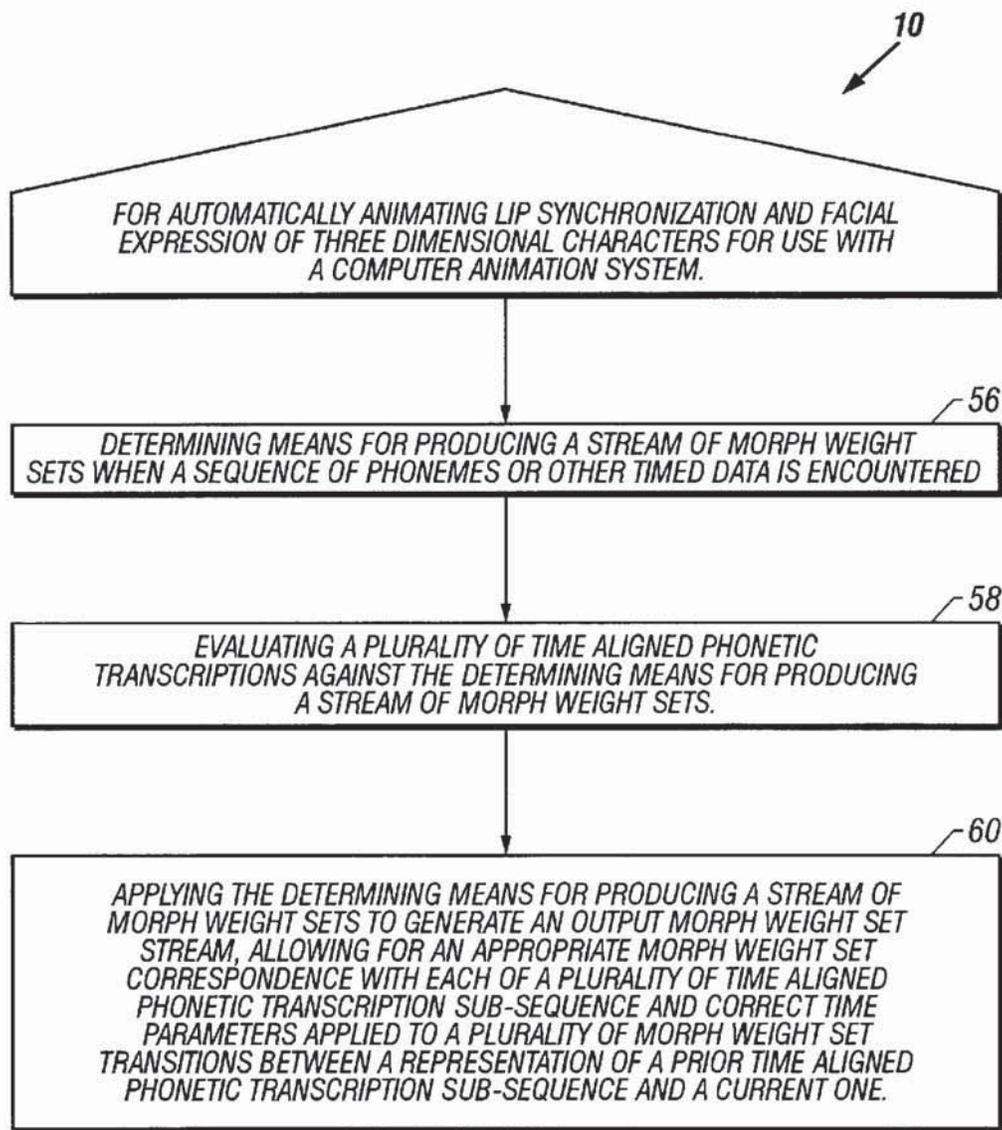 10
FOR AUTOMATICALLY ANIMATING LIP SYNCHRONIZATION AND FACIAL
EXPRESSION OF THREE DIMENSIONAL CHARACTERS FOR USE WITH
A COMPUTER ANIMATION SYSTEM.
56
DETERMINING MEANS FOR PRODUCING A STREAM OF MORPH WEIGHT
SETS WHEN A SEQUENCE OF PHONEMES OR OTHER TIMED DATA IS ENCOUNTERED
58
EVALUATING A PLURALITY OF TIME ALIGNED PHONETIC
TRANSCRIPTIONS AGAINST THE DETERMINING MEANS FOR PRODUCING
A STREAM OF MORPH WEIGHT SETS.
60
APPLYING THE DETERMINING MEANS FOR PRODUCING A STREAM OF
MORPH WEIGHT SETS TO GENERATE AN OUTPUT MORPH WEIGHT SET
STREAM, ALLOWING FOR AN APPROPRIATE MORPH WEIGHT SET
CORRESPONDENCE WITH EACH OF A PLURALITY OF TIME ALIGNED
PHONETIC TRANSCRIPTION SUB-SEQUENCE AND CORRECT TIME
PARAMETERS APPLIED TO A PLURALITY OF MORPH WEIGHT SET
TRANSITIONS BETWEEN A REPRESENTATION OF A PRIOR TIME ALIGNED
PHONETIC TRANSCRIPTION SUB-SEQUENCE AND A CURRENT ONE.